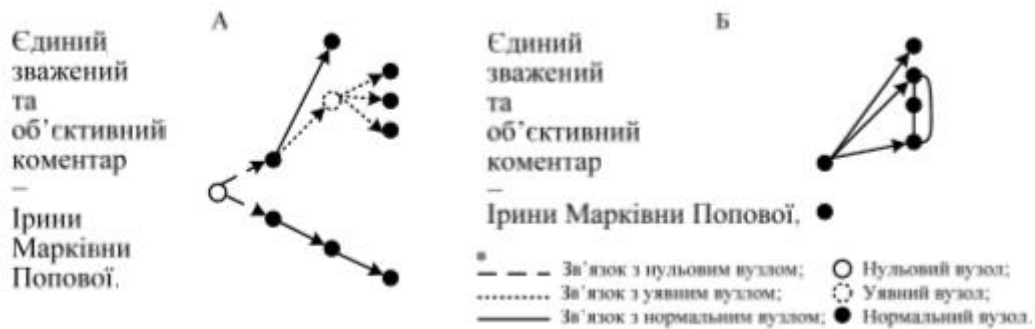 А
Єдиний
зважений
та
об’єктивний
коментар
–
Ірини
Марківни
Попової.
Б
Єдиний
зважений
та
об’єктивний
коментар
–
Ірини Марківни Попової.
Зв’язок з нульовим вузлом;
Нульовий вузол;
Зв’язок з уявним вузлом;
Уявний вузол;
Зв’язок з нормальним вузлом;
Нормальний вузол.